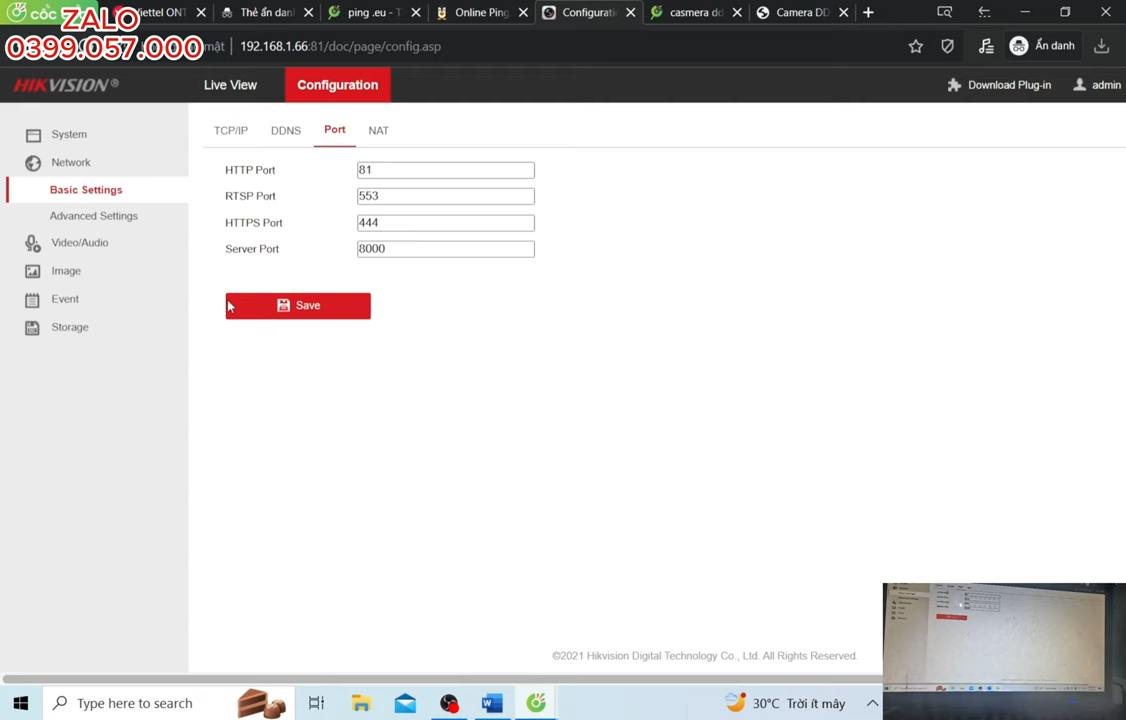 cốc
Viettel ONT
Thẻ ẩn dan
ping .eu - T
Online Ping
Configurati
casmera dd
Camera DD
ZALO
0399.057.000
mật
192.168.1.66:81/doc/page/config.asp
Ẩn danh
HIKVISION®
Live View
Configuration
Download Plug-in
admin
System
Network
Basic Settings
Advanced Settings
Video/Audio
Image
Event
Storage
TCP/IP
DDNS
Port
NAT
HTTP Port
81
RTSP Port
553
HTTPS Port
444
Server Port
8000
Save
©2021 Hikvision Digital Technology Co., Ltd. All Rights Reserved.
Type here to search
30°C Trời ít mây